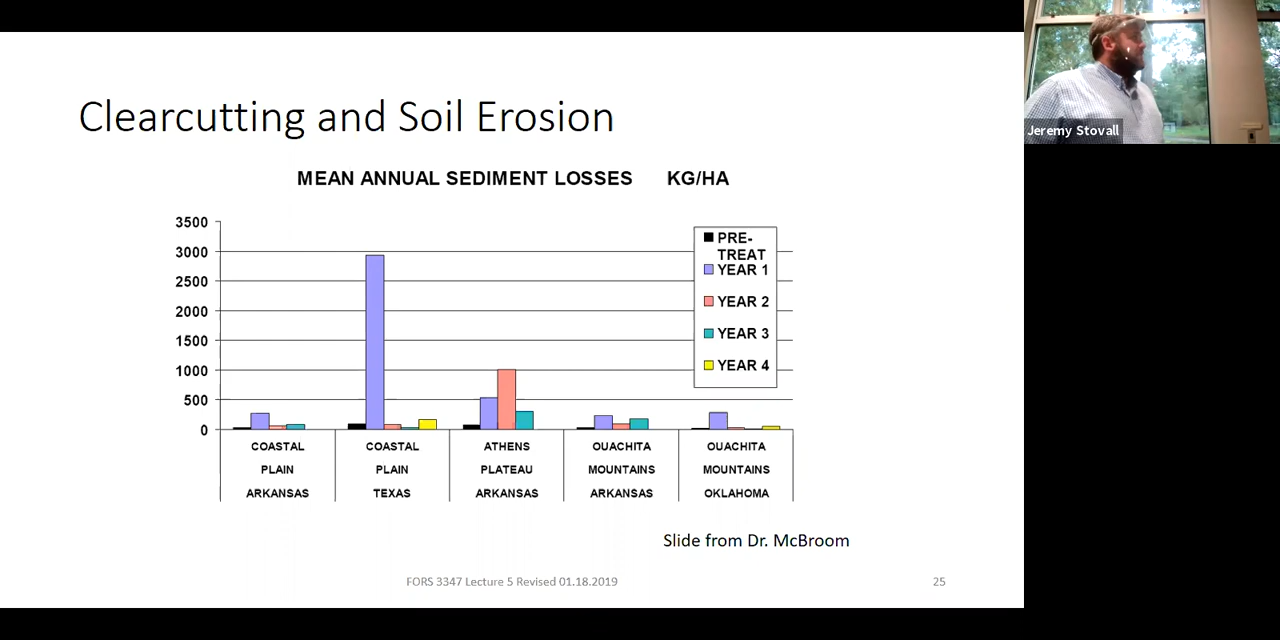 Clearcutting and Soil Erosion
MEAN ANNUAL SEDIMENT LOSSES KG/HA
3500
3000
2500
2000
1500
1000
500
0
PRE-
TREAT
YEAR 1
YEAR 2
YEAR 3
YEAR 4
COASTAL
PLAIN
ARKANSAS
COASTAL
PLAIN
TEXAS
ATHENS
PLATEAU
ARKANSAS
OUACHITA
MOUNTAINS
ARKANSAS
OUACHITA
MOUNTAINS
OKLAHOMA
Slide from Dr. McBroom
FORS 3347 Lecture 5 Revised 01.18.2019
25
Jeremy Stovall